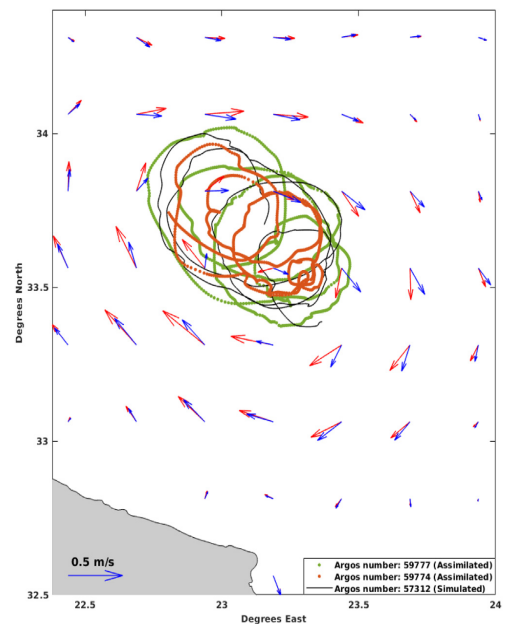 34
33.5
33
32.5
Degrees North
0.5 m/s
Argos number: 59777 (Assimilated)
Argos number: 59774 (Assimilated)
Argos number: 57312 (Simulated)
22.5
23
23.5
24
Degrees East